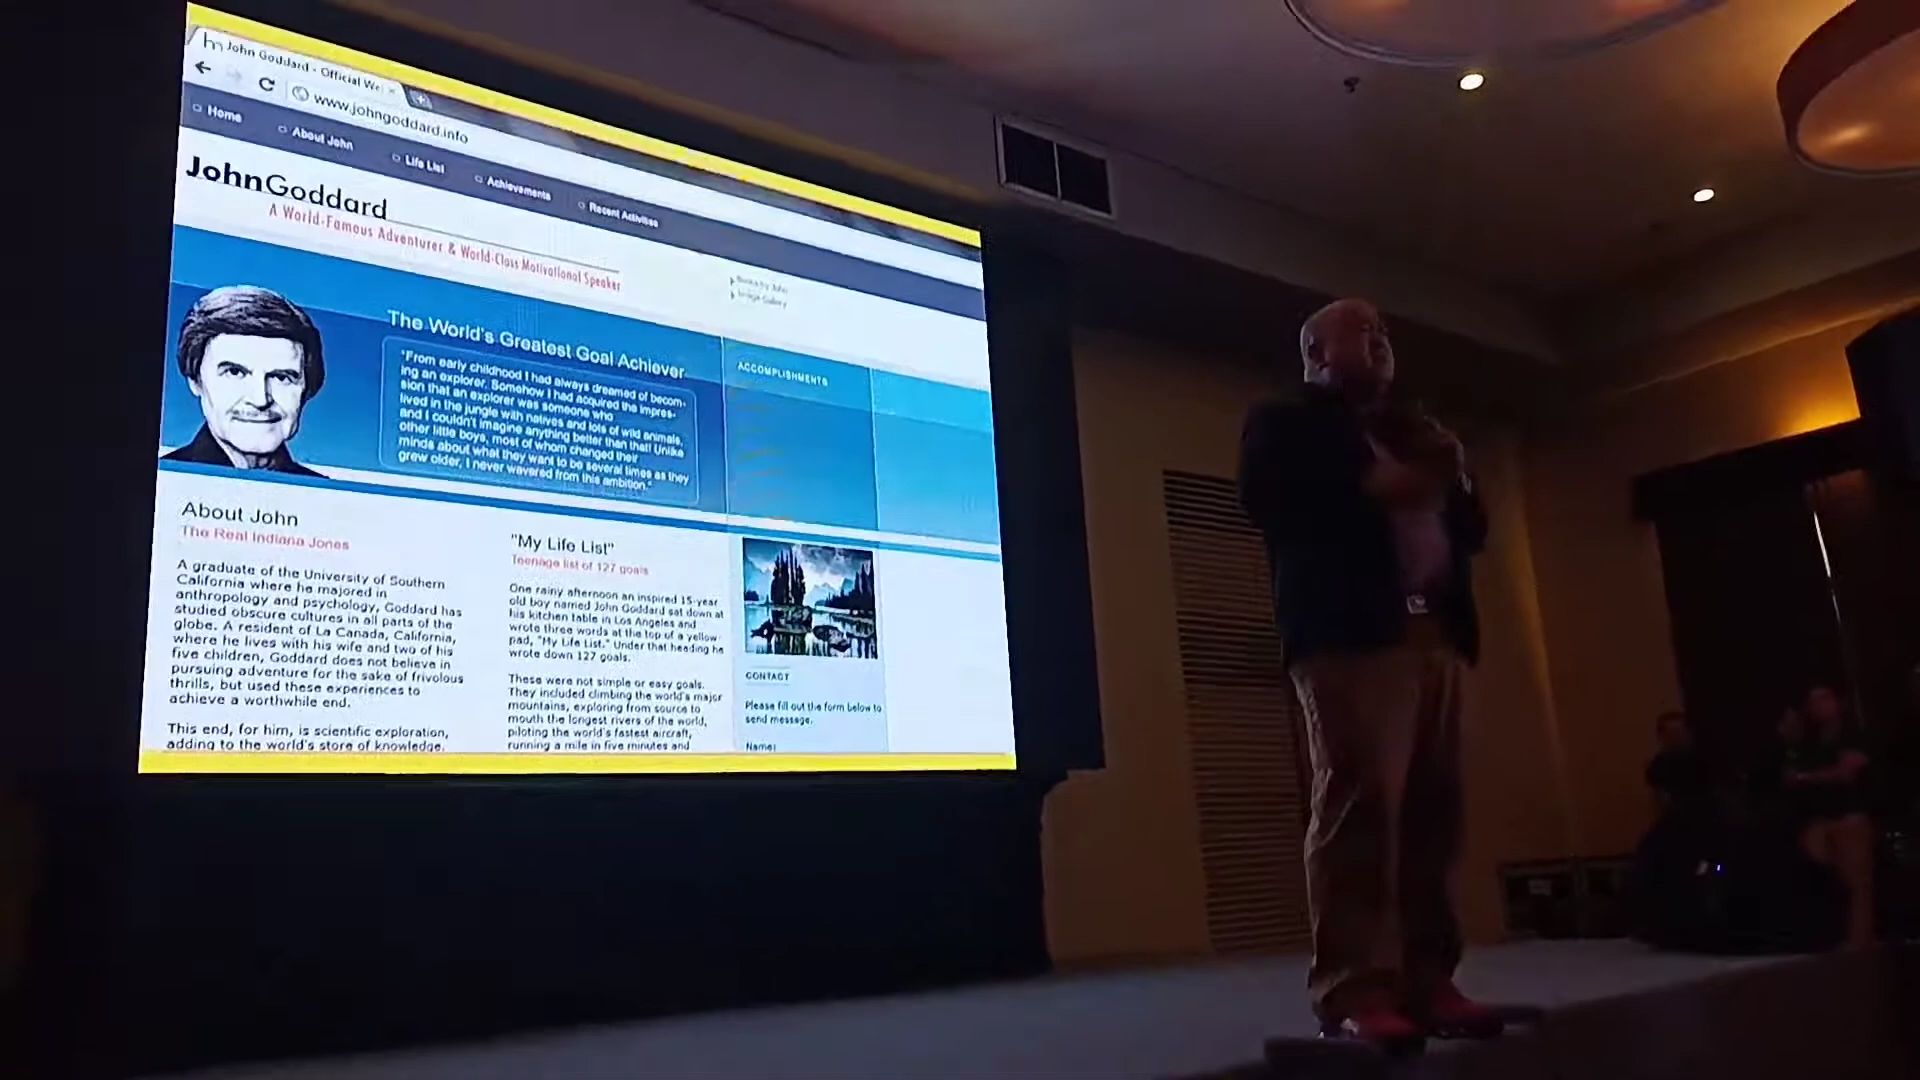 John Goddard - Official We
www.johngoddard.info
Home
About John
Life List
Achievements
Recent Activities
JohnGoddard
A World-Famous Adventurer & World-Class Motivational Speaker
Books by John
Image Gallery
The World's Greatest Goal Achiever
"From early childhood I had always dreamed of becom-
ing an explorer. Somehow I had acquired the impres-
sion that an explorer was someone who
lived in the jungle with natives and lots of wild animals,
and I couldn't imagine anything better than that! Unlike
other little boys, most of whom changed their
minds about what they want to be several times as they
grew older, I never wavered from this ambition."
ACCOMPLISHMENTS
About John
The Real Indiana Jones
A graduate of the University of Southern
California where he majored in
anthropology and psychology, Goddard has
studied obscure cultures in all parts of the
globe. A resident of La Canada, California,
where he lives with his wife and two of his
five children, Goddard does not believe in
pursuing adventure for the sake of frivolous
thrills, but used these experiences to
achieve a worthwhile end.
This end, for him, is scientific exploration,
adding to the world's store of knowledge.
"My Life List"
Teenage list of 127 goals
One rainy afternoon an inspired 15-year
old boy named John Goddard sat down at
his kitchen table in Los Angeles and
wrote three words at the top of a yellow
pad, "My Life List." Under that heading he
wrote down 127 goals.
These were not simple or easy goals.
They included climbing the world's major
mountains, exploring from source to
mouth the longest rivers of the world,
piloting the world's fastest aircraft,
running a mile in five minutes and
CONTACT
Please fill out the form below to
send message.
Name: